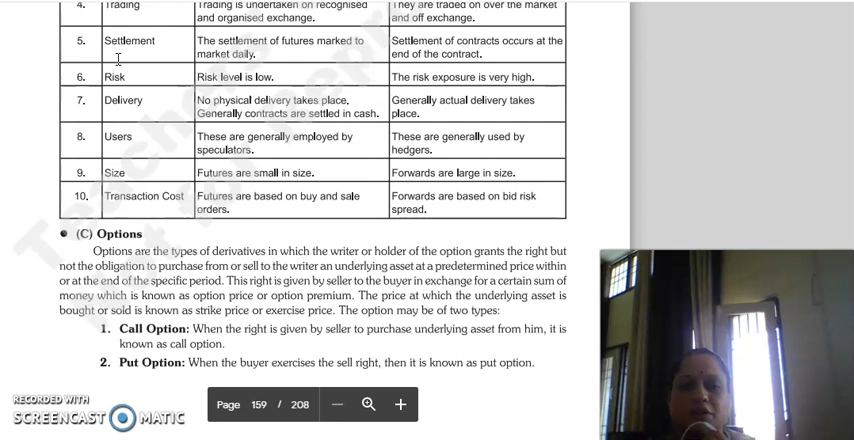 4. Trading Trading is undertaken on recognised They are traded on over the market
and organised exchange. and off exchange.
5. Settlement The settlement of futures marked to Settlement of contracts occurs at the
market daily. end of the contract.
6. Risk Risk level is low. The risk exposure is very high.
7. Delivery No physical delivery takes place. Generally actual delivery takes
Generally contracts are settled in cash. place.
8. Users These are generally employed by These are generally used by
speculators. hedgers.
9. Size Futures are small in size. Forwards are large in size.
10. Transaction Cost Futures are based on buy and sale Forwards are based on bid risk
orders. spread.
(C) Options
Options are the types of derivatives in which the writer or holder of the option grants the right but
not the obligation to purchase from or sell to the writer an underlying asset at a predetermined price within
or at the end of the specific period. This right is given by seller to the buyer in exchange for a certain sum of
money which is known as option price or option premium. The price at which the underlying asset is
bought or sold is known as strike price or exercise price. The option may be of two types:
1. Call Option: When the right is given by seller to purchase underlying asset from him, it is
known as call option.
2. Put Option: When the buyer exercises the sell right, then it is known as put option.
Page 159 / 208
RECORDED WITH
SCREENCAST MATIC